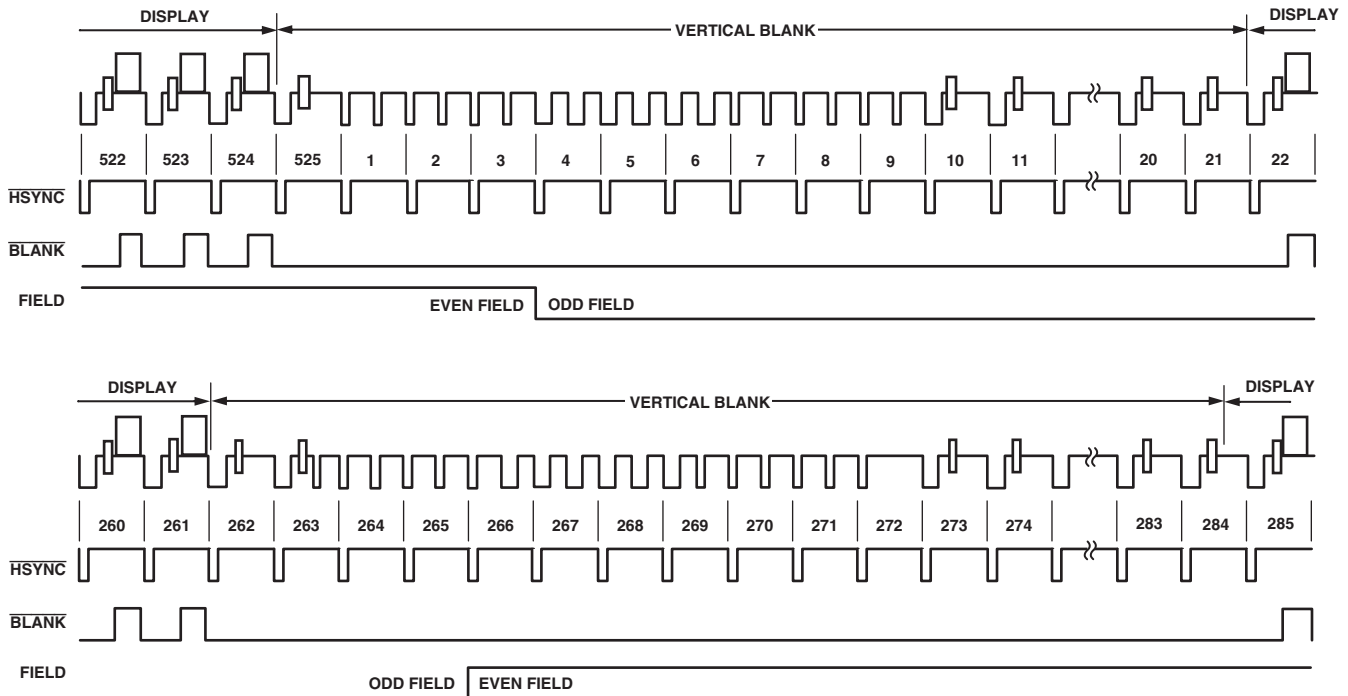 DISPLAY VERTICAL BLANK DISPLAY
522 523 524 525 1 2 3 4 5 6 7 8 9 10 11 20 21 22
HSYNC
BLANK
FIELD EVEN FIELD ODD FIELD
DISPLAY VERTICAL BLANK DISPLAY
260 261 262 263 264 265 266 267 268 269 270 271 272 273 274 283 284 285
HSYNC
BLANK
FIELD ODD FIELD EVEN FIELD